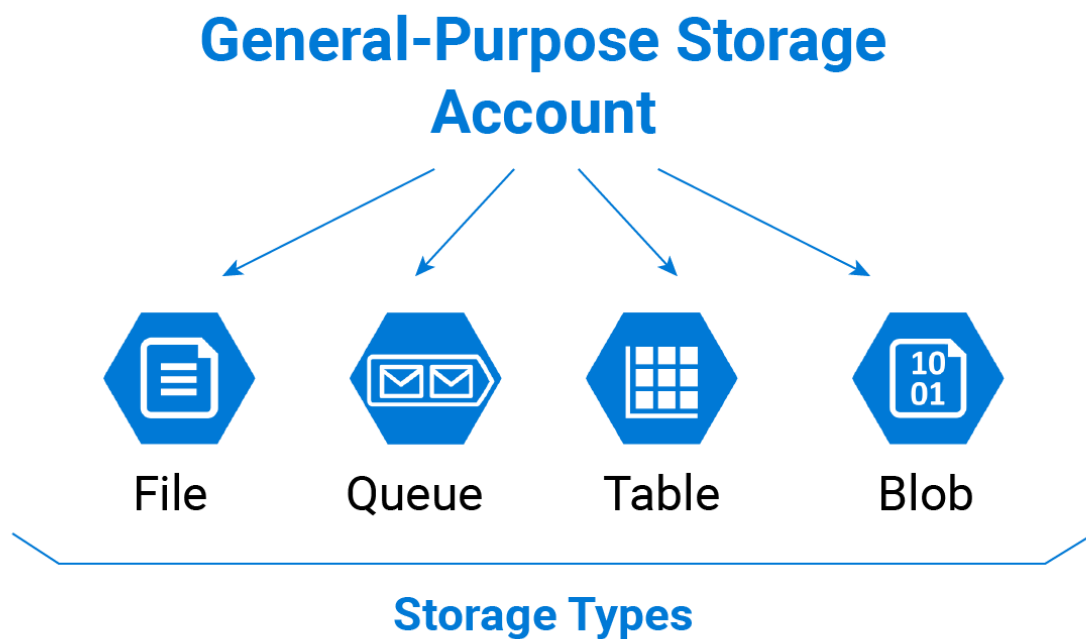 General-Purpose Storage
Account
10
01
File
Queue
Table
Blob
Storage Types